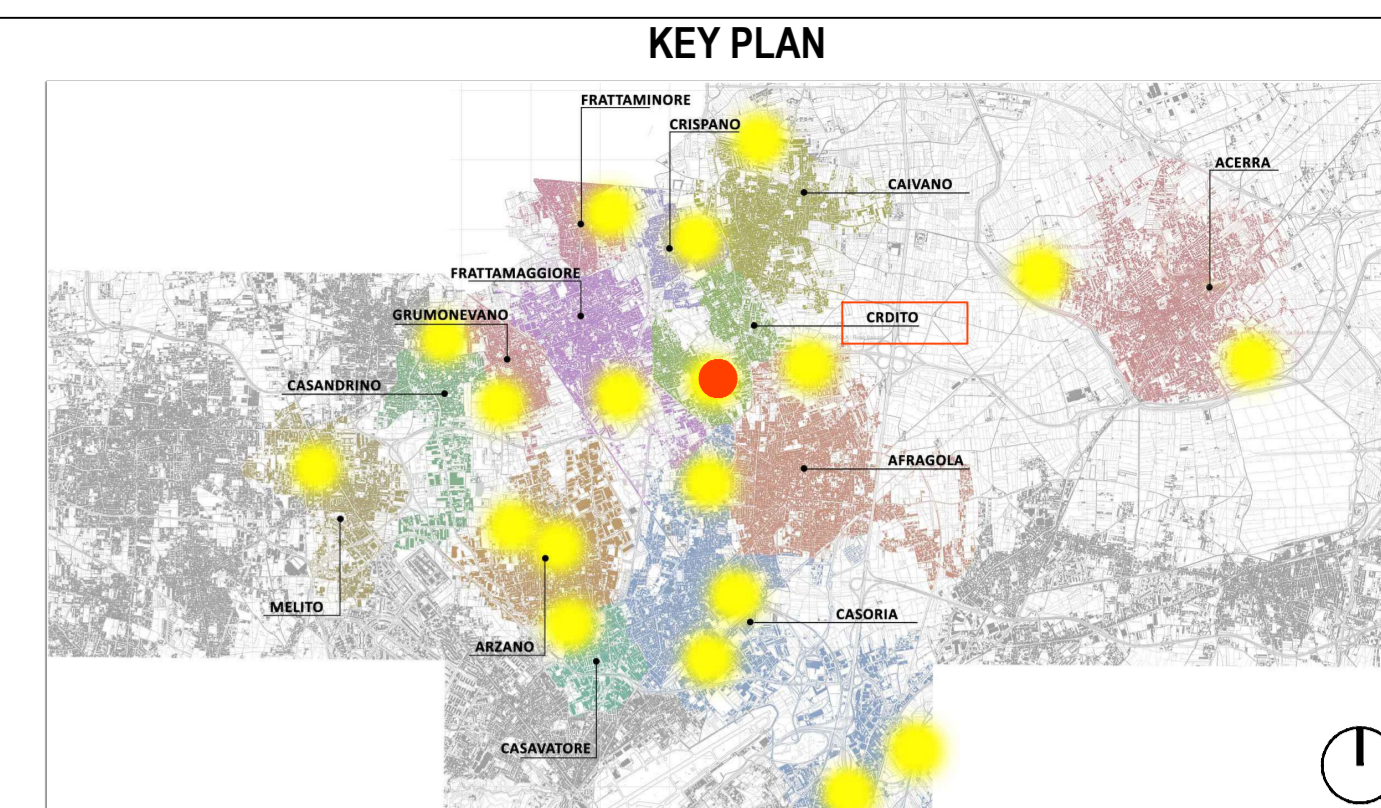 KEY PLAN
FRATTAMINORE
CRISPANO
ACERRA
CAIVANO
FRATTAMAGGIORE
GRUMONEVANO
CRDITO
CASANDRINO
AFRAGOLA
MELITO
CASORIA
ARZANO
CASAVATORE